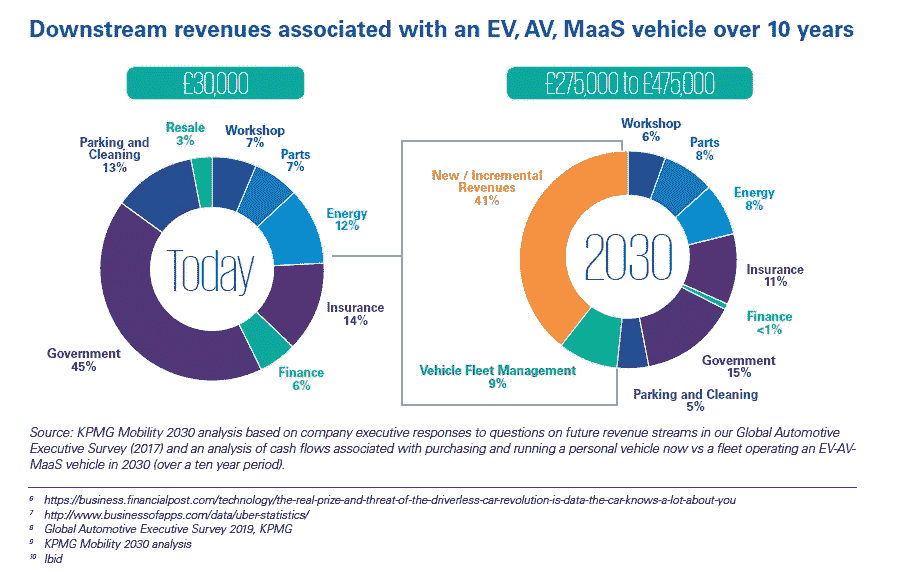 Downstream revenues associated with an EV, AV, MaaS vehicle over 10 years
£30,000
£275,000 to £475,000
Resale
3%
Workshop
7%
Parts
7%
Energy
12%
Insurance
14%
Finance
6%
Government
45%
Parking and
Cleaning
13%
Today
Workshop
6%
Parts
8%
Energy
8%
Insurance
11%
Finance
<1%
Government
15%
Parking and Cleaning
5%
Vehicle Fleet Management
9%
New / Incremental
Revenues
41%
2030
Source: KPMG Mobility 2030 analysis based on company executive responses to questions on future revenue streams in our Global Automotive
Executive Survey (2017) and an analysis of cash flows associated with purchasing and running a personal vehicle now vs a fleet operating an EV-AV-
MaaS vehicle in 2030 (over a ten year period).
6 https://business.financialpost.com/technology/the-real-prize-and-threat-of-the-driverless-car-revolution-is-data-the-car-knows-a-lot-about-you
7 http://www.businessofapps.com/data/uber-statistics/
8 Global Automotive Executive Survey 2019, KPMG
9 KPMG Mobility 2030 analysis
10 Ibid